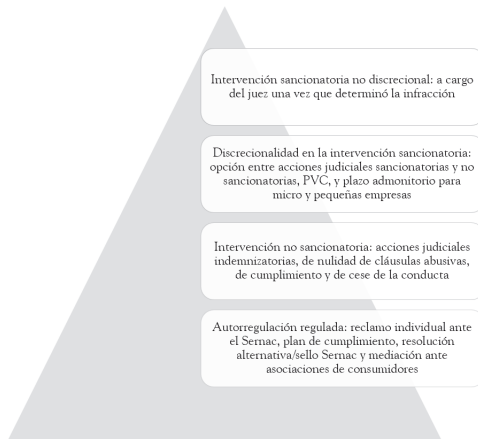 Intervención sancionatoria no discrecional: a cargo
del juez una vez que determinó la infracción
Discrecionalidad en la intervención sancionatoria:
opción entre acciones judiciales sancionatorias y no
sancionatorias, PVC, y plazo admonitorio para
micro y pequeñas empresas
Intervención no sancionatoria: acciones judiciales
indemnizatorias, de nulidad de cláusulas abusivas,
de cumplimiento y de cese de la conducta
Autorregulación regulada: reclamo individual ante
el Sernac, plan de cumplimiento, resolución
alternativa/sello Sernac y mediación ante
asociaciones de consumidores